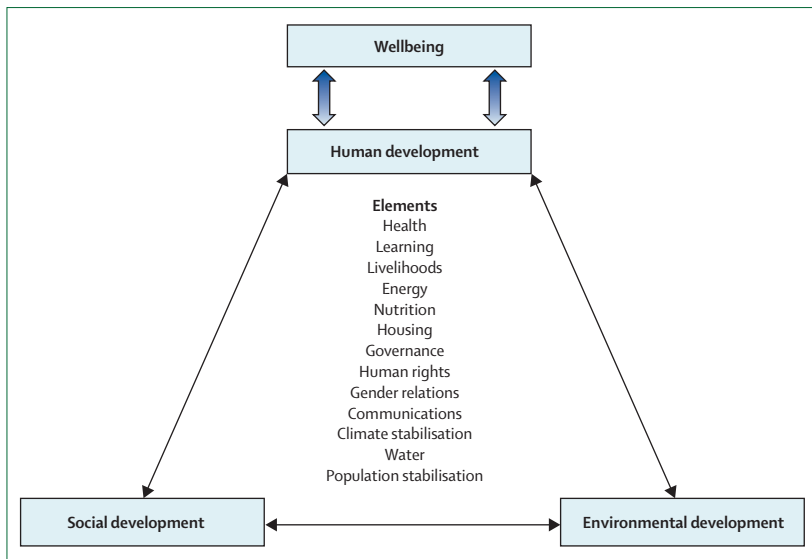 Wellbeing
Human development
Elements
Health
Learning
Livelihoods
Energy
Nutrition
Housing
Governance
Human rights
Gender relations
Communications
Climate stabilisation
Water
Population stabilisation
Social development
Environmental development